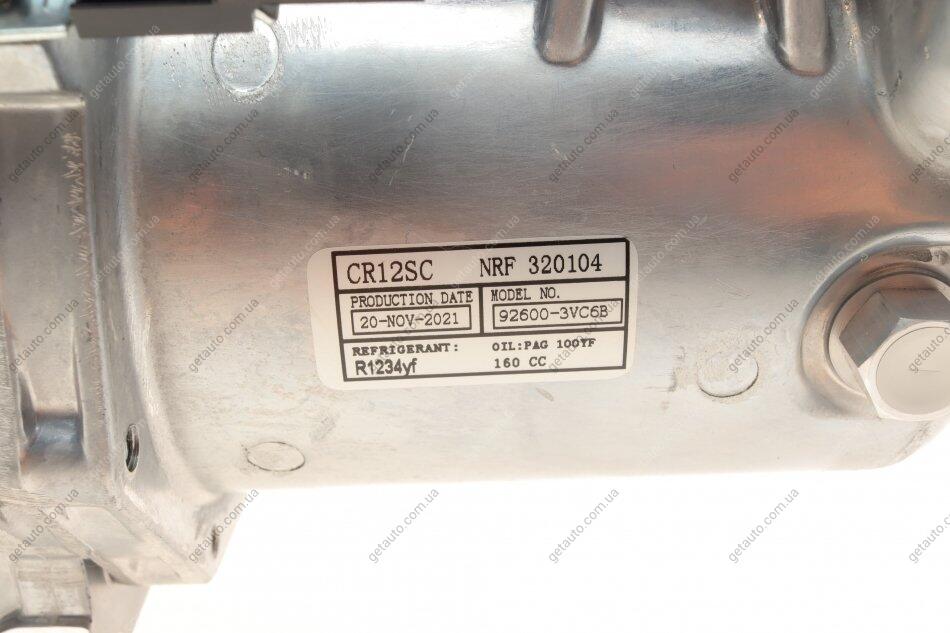 CR12SC NRF 320104
PRODUCTION DATE MODEL NO.
20-NOV-2021 92600-3VC6B
REFRIGERANT: OIL:PAG 100YF
R1234yf 160 CC
getauto.com.ua